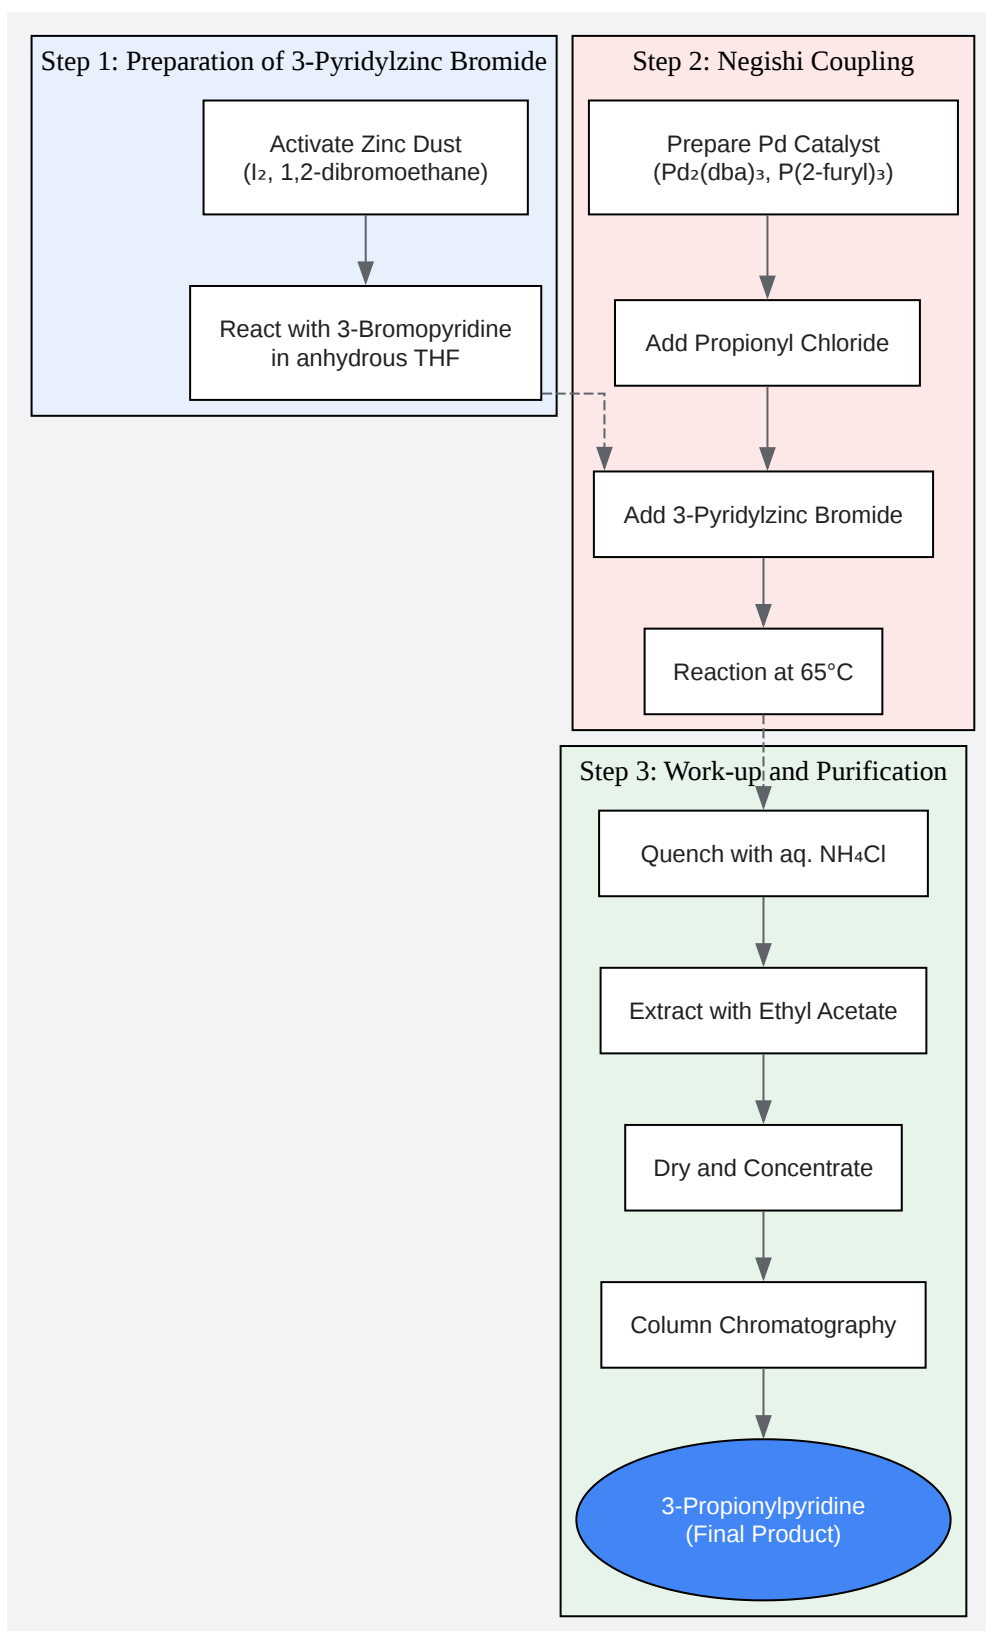 Step 1: Preparation of 3-Pyridylzinc Bromide
Activate Zinc Dust
(I₂, 1,2-dibromoethane)
React with 3-Bromopyridine
in anhydrous THF
Step 2: Negishi Coupling
Prepare Pd Catalyst
(Pd₂(dba)₃, P(2-furyl)₃)
Add Propionyl Chloride
Add 3-Pyridylzinc Bromide
Reaction at 65°C
Step 3: Work-up and Purification
Quench with aq. NH₄Cl
Extract with Ethyl Acetate
Dry and Concentrate
Column Chromatography
3-Propionylpyridine
(Final Product)